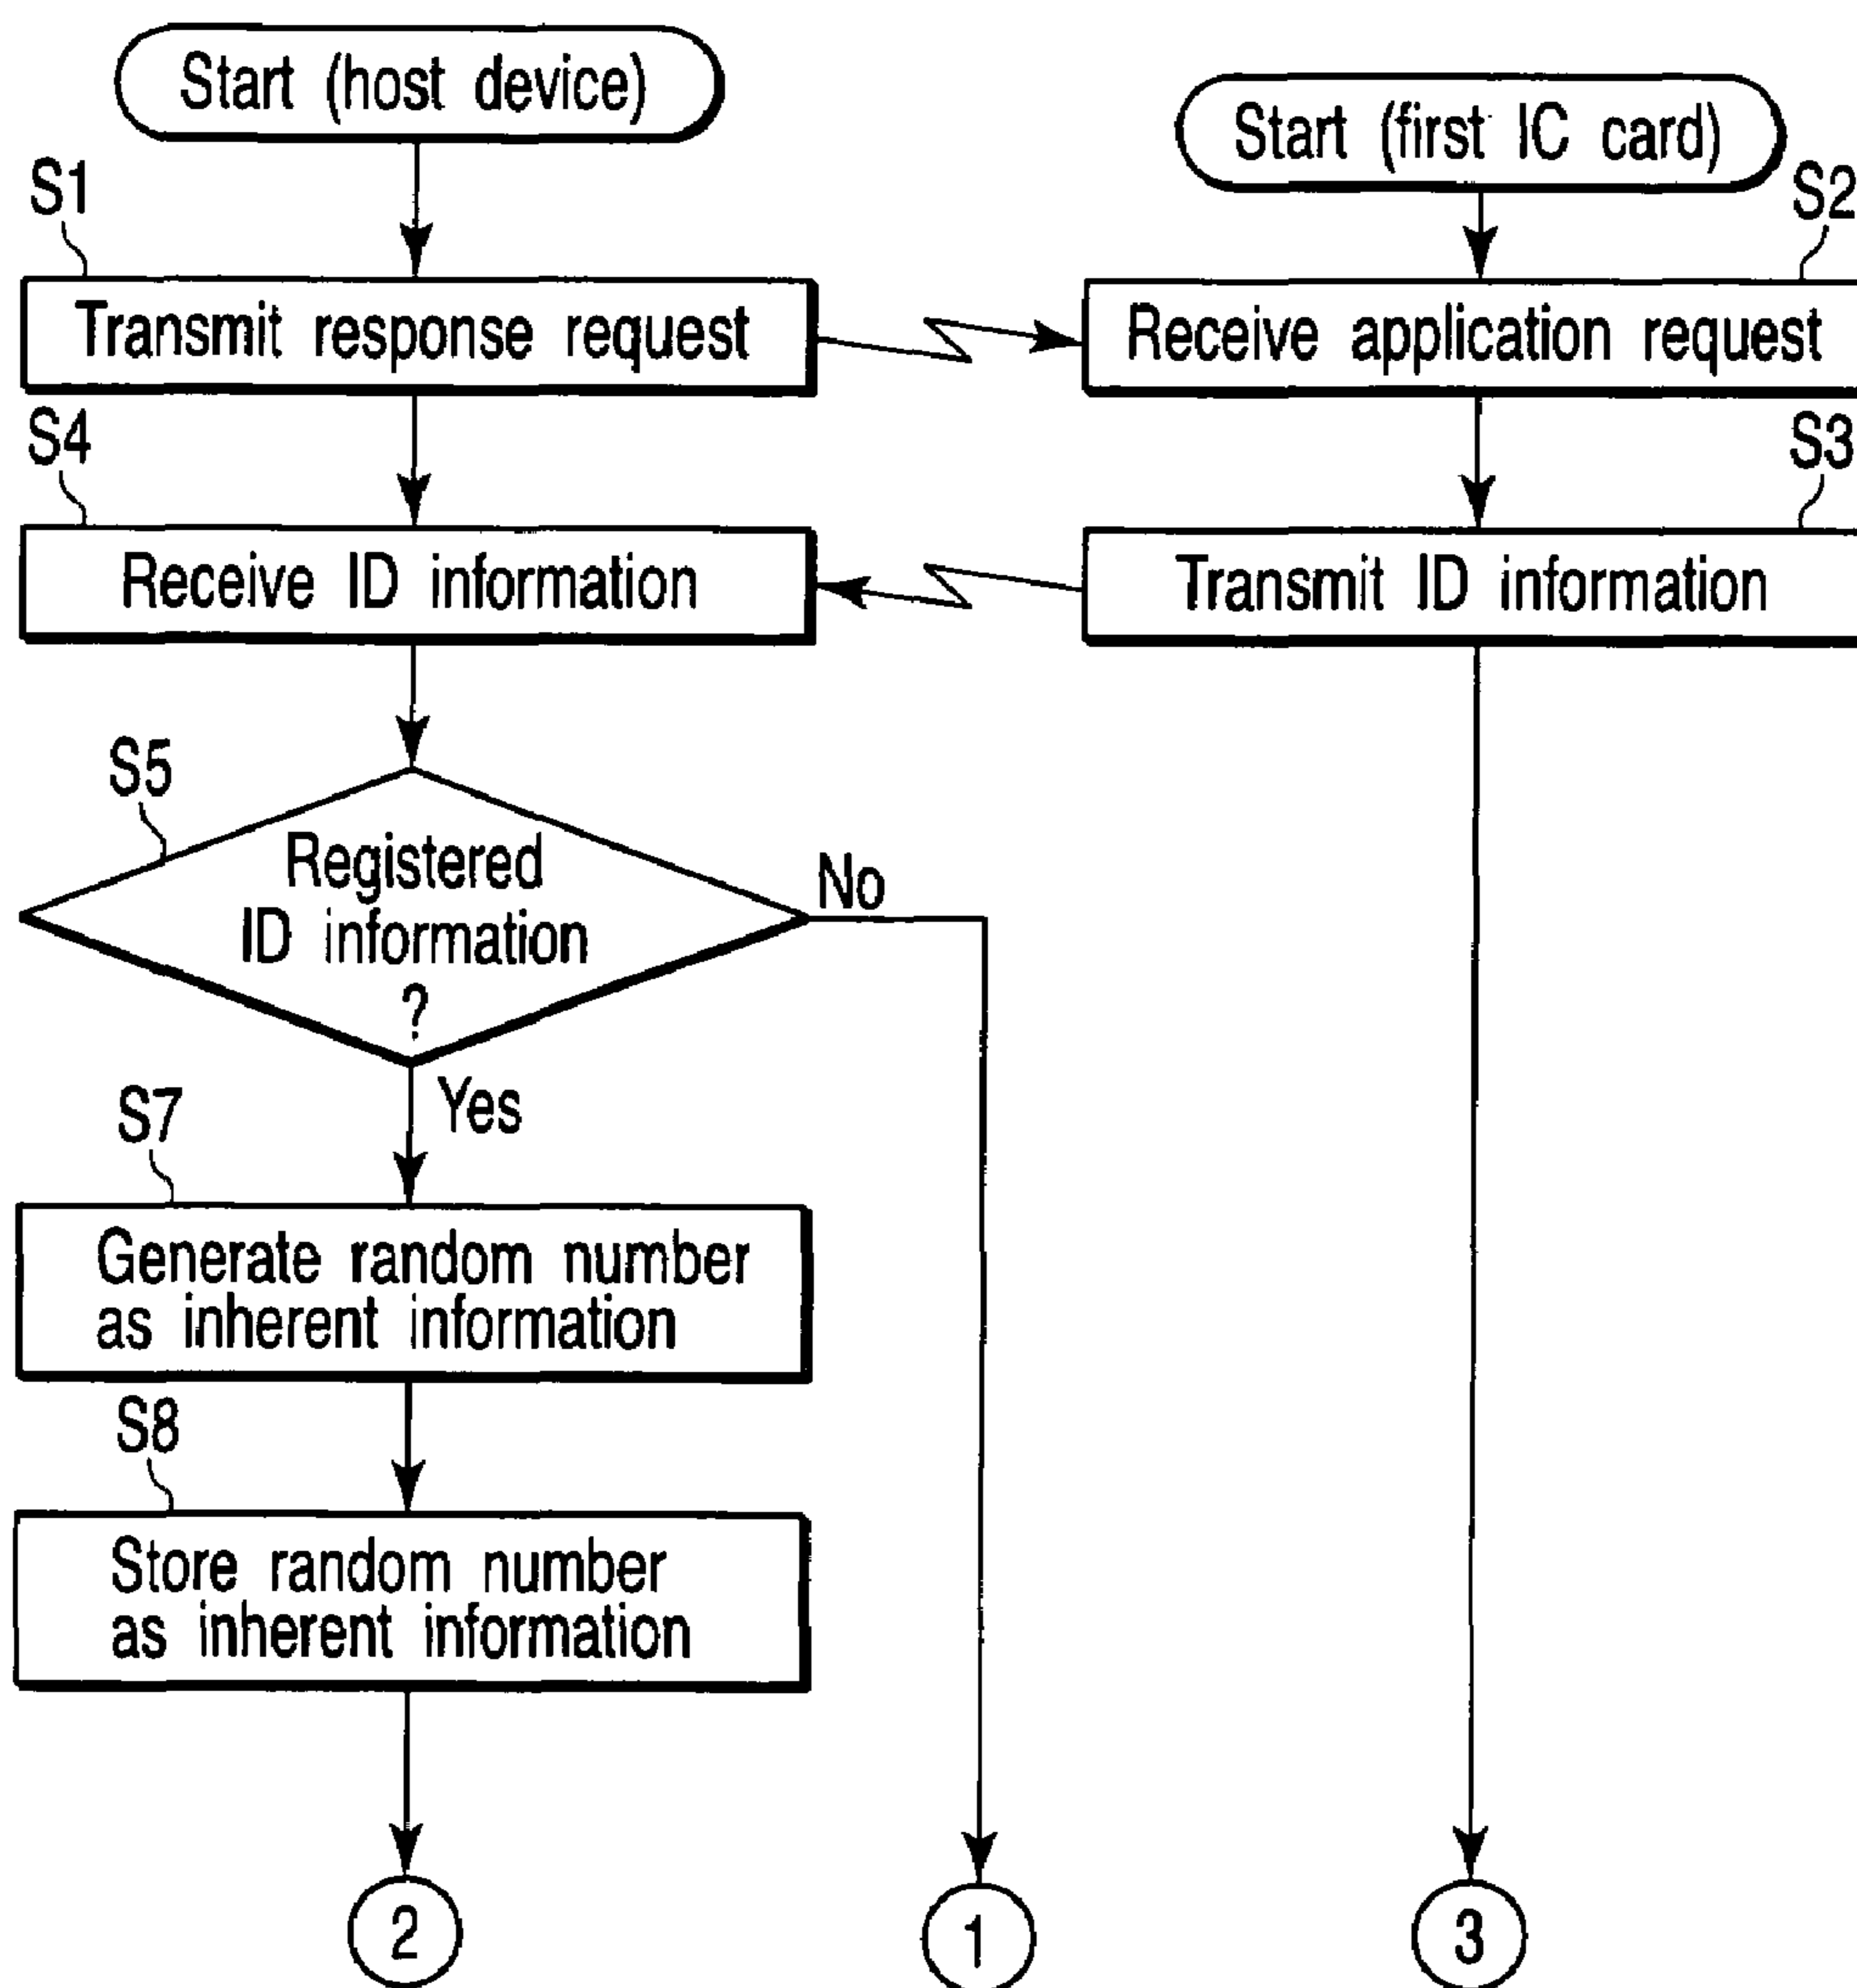 Start (host device)
Start (first IC card)
S1
S2
Transmit response request
Receive application request
S4
S3
Receive ID information
Transmit ID information
S5
Registered
ID information
?
No
Yes
S7
Generate random number
as inherent information
S8
Store random number
as inherent information
2
1
3